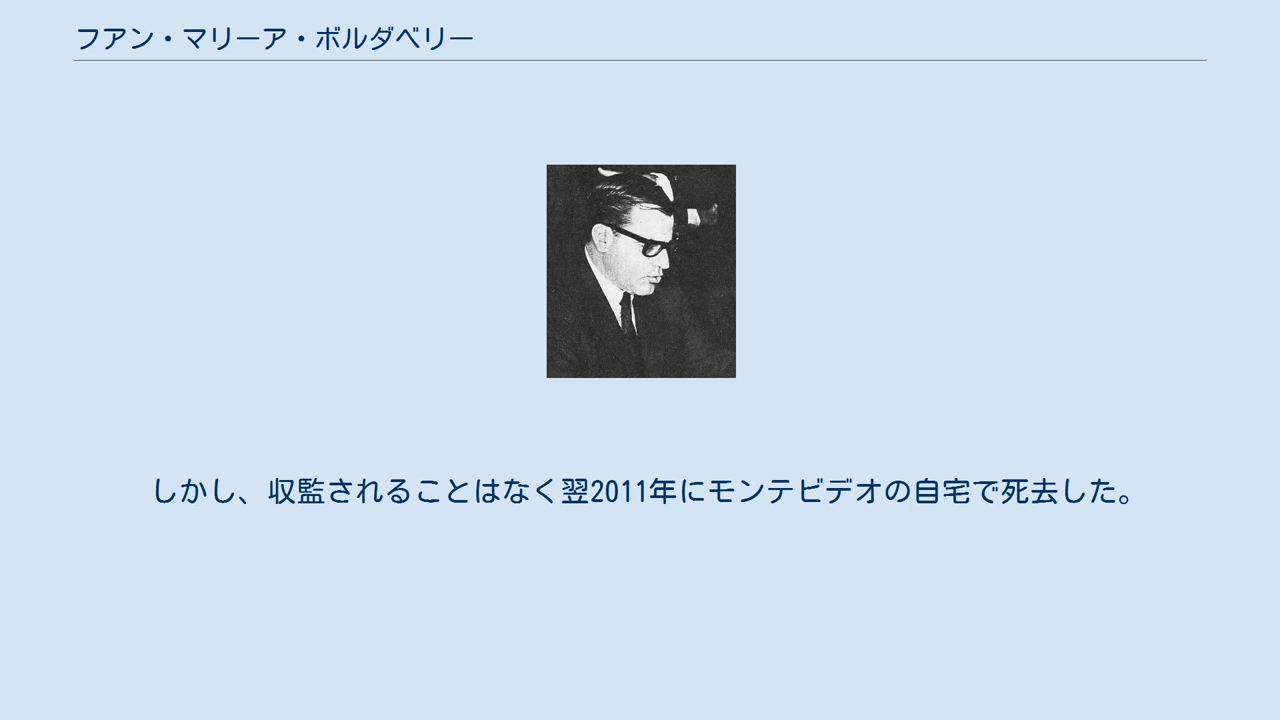 フアン・マリーア・ボルダベリー
しかし、収監されることはなく翌2011年にモンテビデオの自宅で死去した。